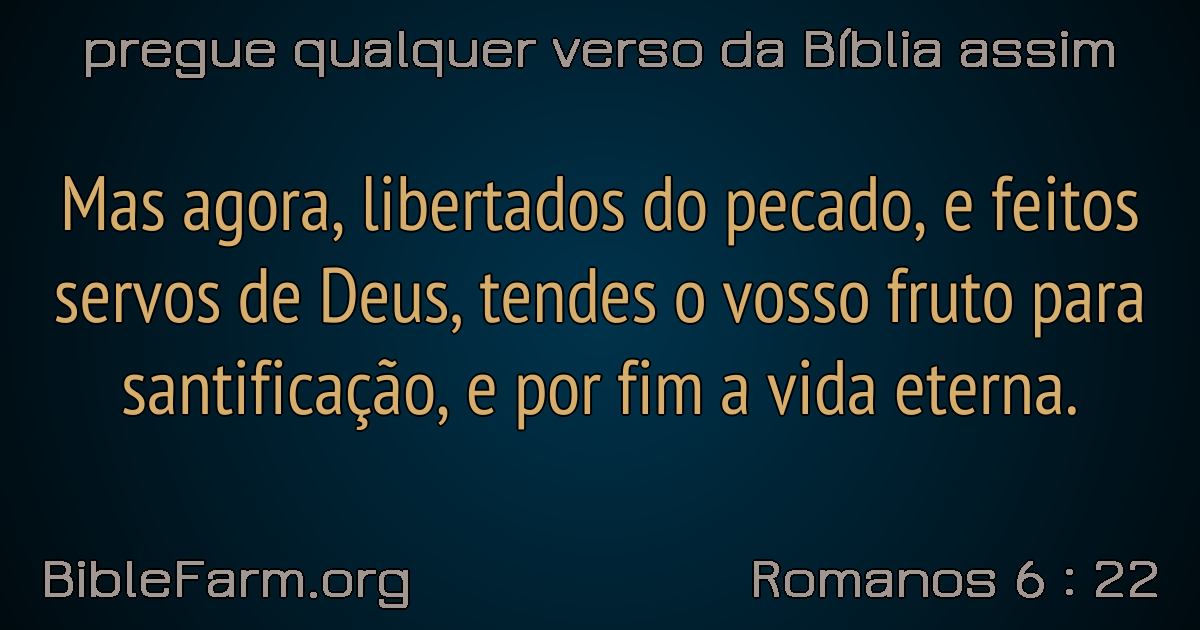 pregue qualquer verso da Bíblia assim
Mas agora, libertados do pecado, e feitos
servos de Deus, tendes o vosso fruto para
santificação, e por fim a vida eterna.
BibleFarm.org
Romanos 6 : 22